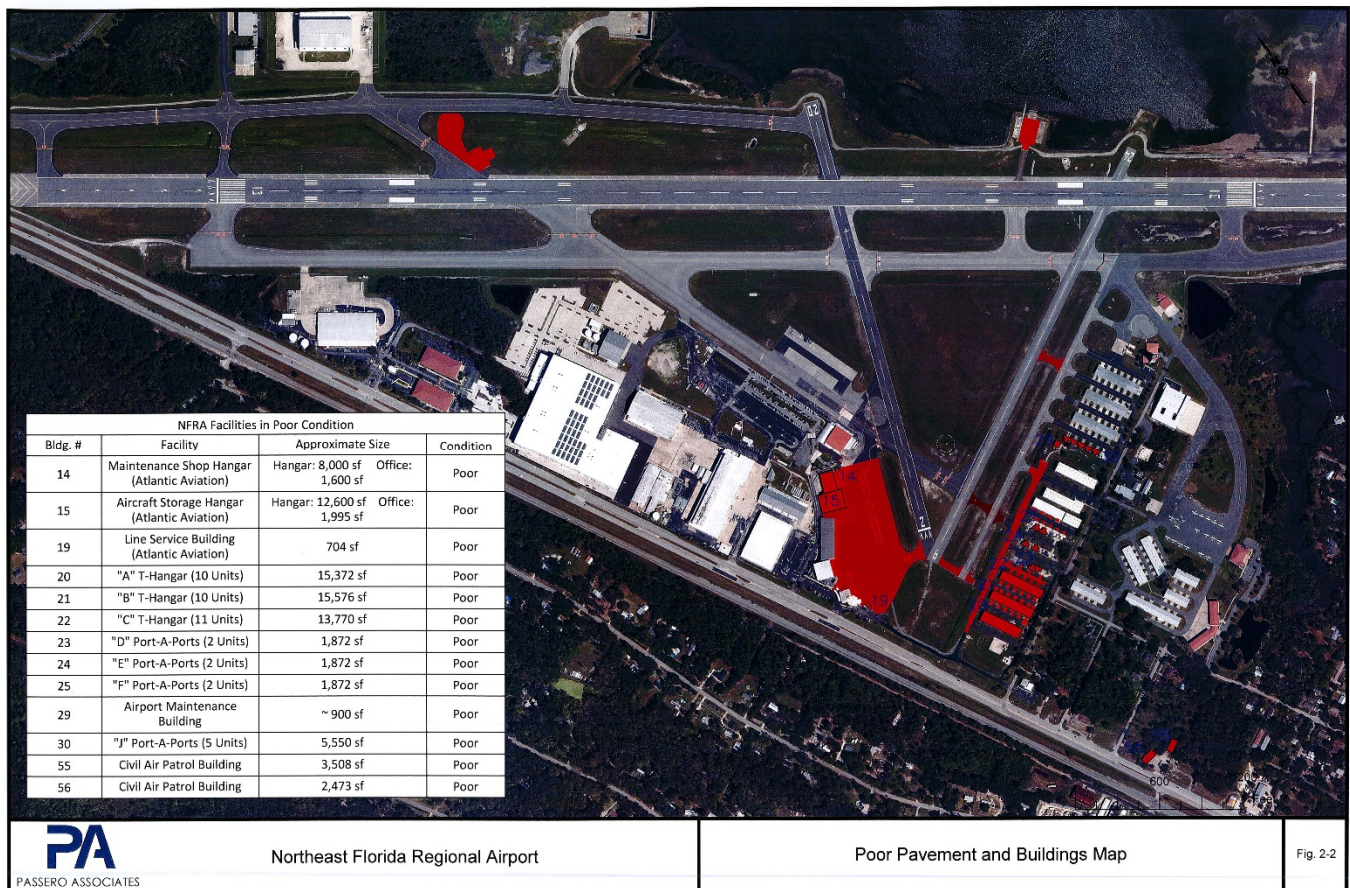 NFRA Facilities in Poor Condition
Bldg. # Facility Approximate Size Condition
14 Maintenance Shop Hangar (Atlantic Aviation) Hangar: 8,000 sf Office: 1,600 sf Poor
15 Aircraft Storage Hangar (Atlantic Aviation) Hangar: 12,600 sf Office: 1,995 sf Poor
19 Line Service Building (Atlantic Aviation) 704 sf Poor
20 "A" T-Hangar (10 Units) 15,372 sf Poor
21 "B" T-Hangar (10 Units) 15,576 sf Poor
22 "C" T-Hangar (11 Units) 13,770 sf Poor
23 "D" Port-A-Ports (2 Units) 1,872 sf Poor
24 "E" Port-A-Ports (2 Units) 1,872 sf Poor
25 "F" Port-A-Ports (2 Units) 1,872 sf Poor
29 Airport Maintenance Building ~ 900 sf Poor
30 "J" Port-A-Ports (5 Units) 5,550 sf Poor
55 Civil Air Patrol Building 3,508 sf Poor
56 Civil Air Patrol Building 2,473 sf Poor
14
15
19
13
20
2
600
PA
PASSERO ASSOCIATES
Northeast Florida Regional Airport
Poor Pavement and Buildings Map
Fig. 2-2